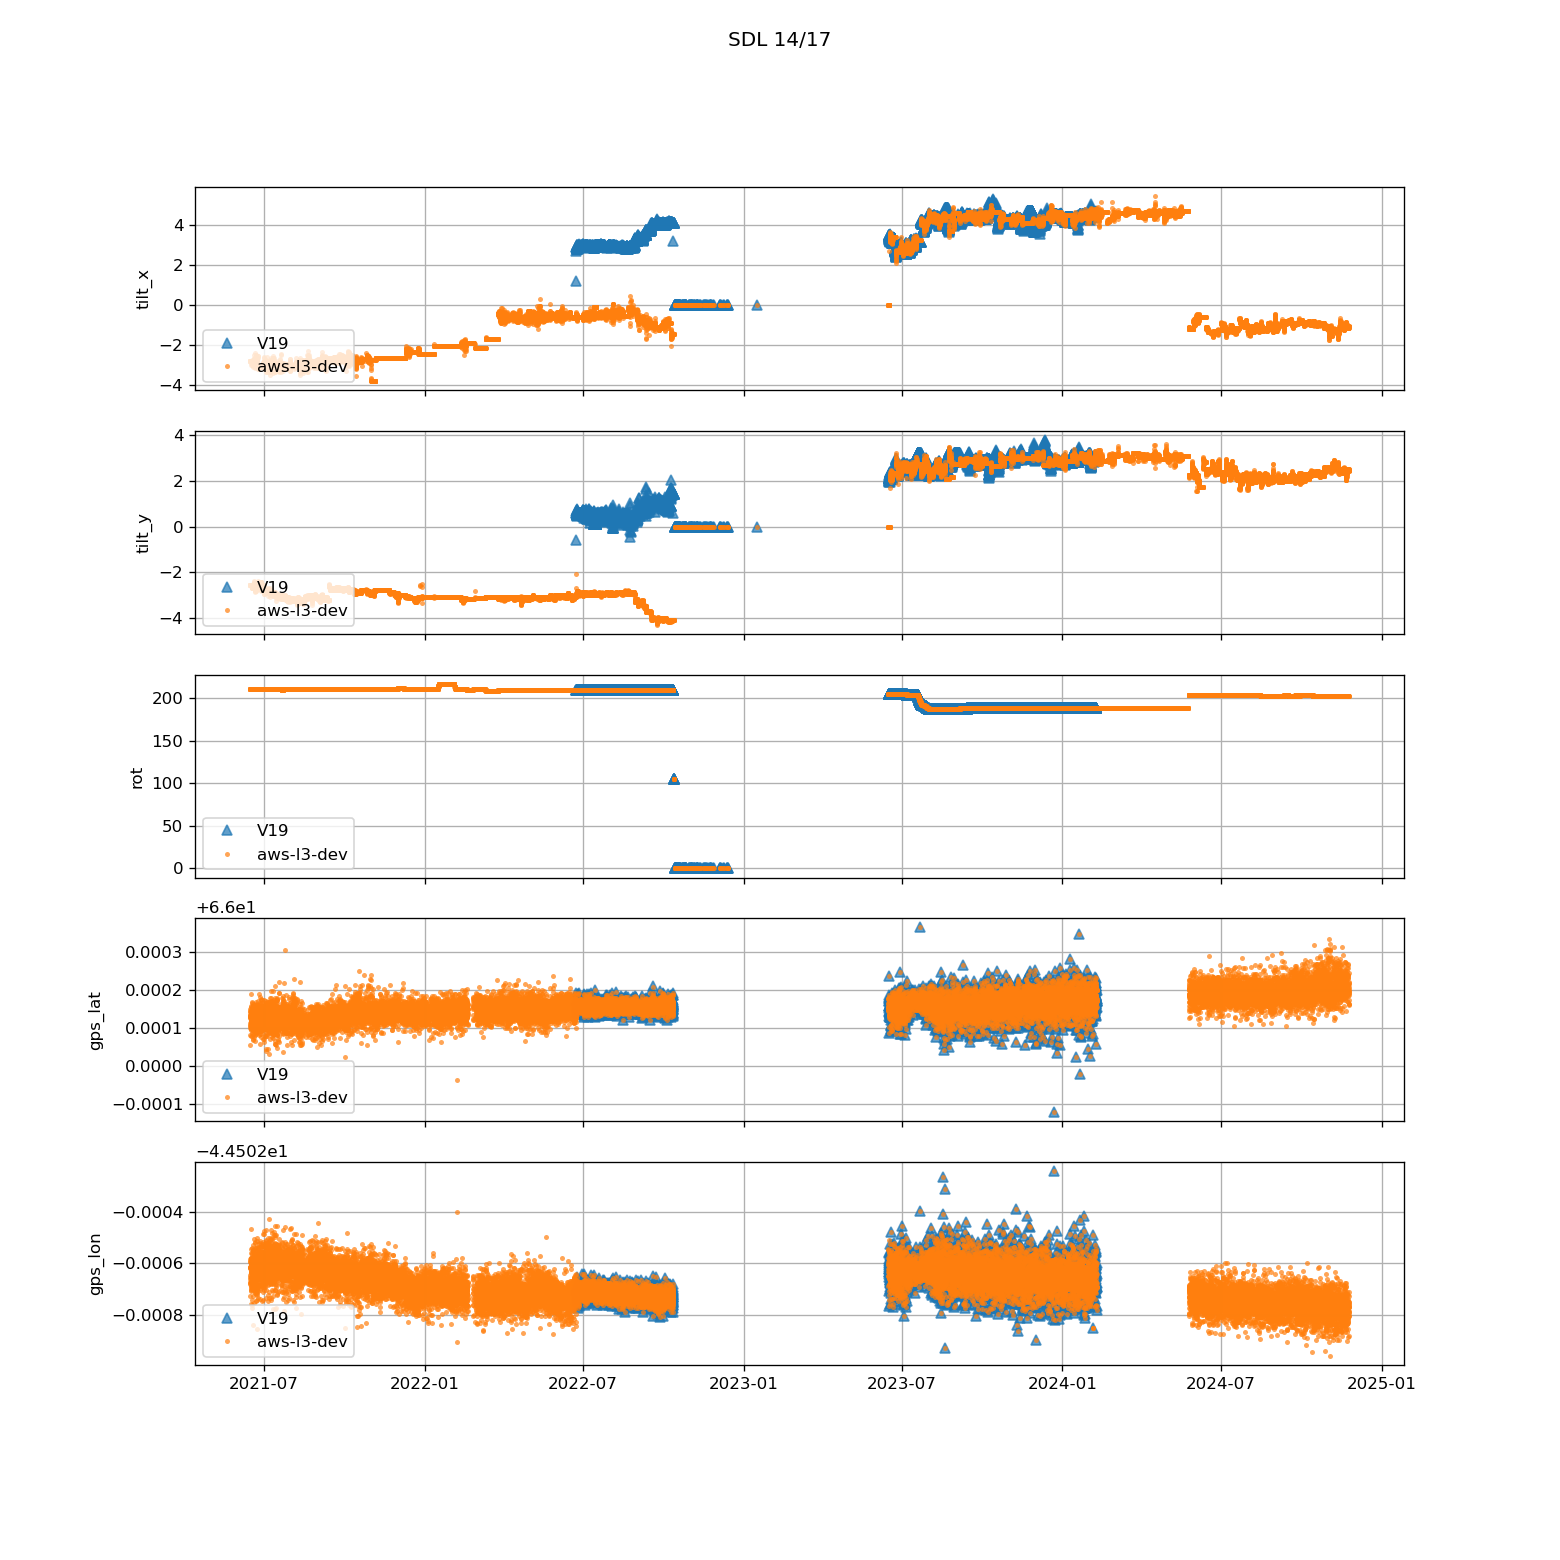 SDL 14/17
4
2
0
−2
−4
tilt_x
V19
aws-l3-dev
4
2
0
−2
−4
tilt_y
V19
aws-l3-dev
200
150
100
50
0
rot
V19
aws-l3-dev
+6.6e1
0.0003
0.0002
0.0001
0.0000
−0.0001
gps_lat
V19
aws-l3-dev
−4.4502e1
−0.0004
−0.0006
−0.0008
gps_lon
V19
aws-l3-dev
2021-07 2022-01 2022-07 2023-01 2023-07 2024-01 2024-07 2025-01